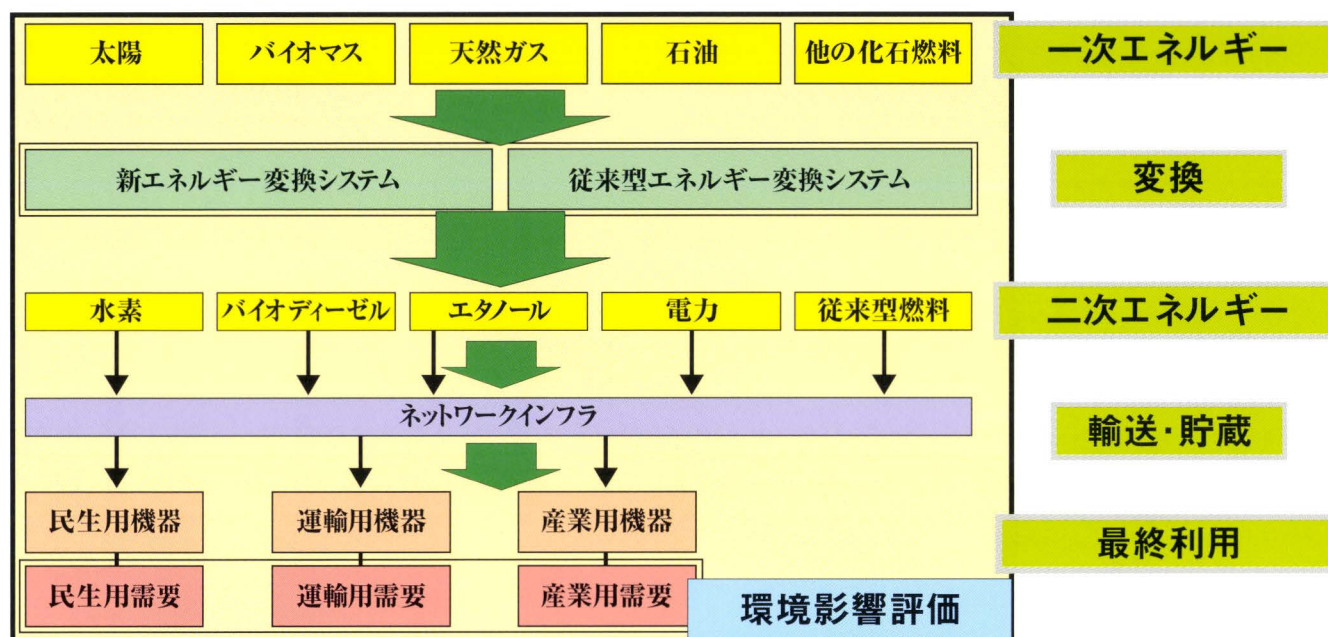 太陽
バイオマス
天然ガス
石油
他の化石燃料
一次エネルギー
新エネルギー変換システム
従来型エネルギー変換システム
変換
水素
バイオディーゼル
エタノール
電力
従来型燃料
二次エネルギー
ネットワークインフラ
輸送・貯蔵
民生用機器
運輸用機器
産業用機器
最終利用
民生用需要
運輸用需要
産業用需要
環境影響評価